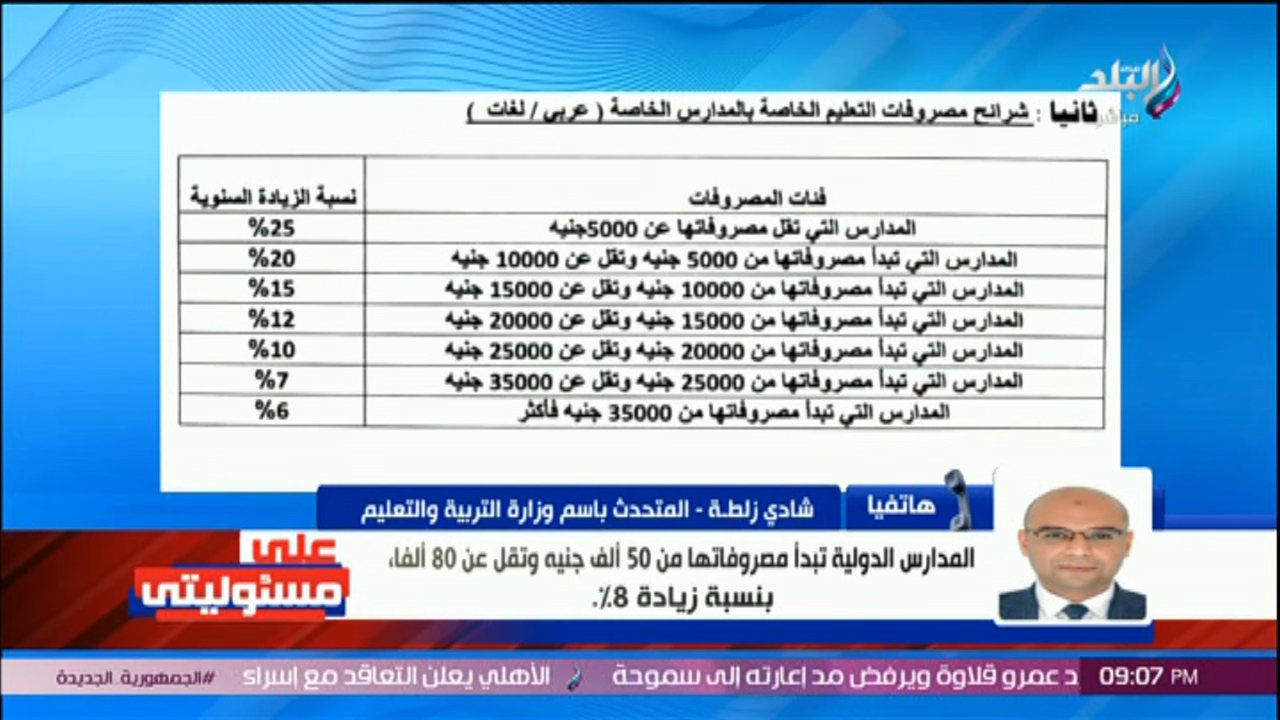 صدى
البلد
مباشر
ثانيا : شرائح مصروفات التعليم الخاصة بالمدارس الخاصة ( عربى / لغات )
فئات المصروفات نسبة الزيادة السنوية
المدارس التي تقل مصروفاتها عن 5000جنيه %25
المدارس التي تبدأ مصروفاتها من 5000 جنيه وتقل عن 10000 جنيه %20
المدارس التي تبدأ مصروفاتها من 10000 جنيه وتقل عن 15000 جنيه %15
المدارس التي تبدأ مصروفاتها من 15000 جنيه وتقل عن 20000 جنيه %12
المدارس التي تبدأ مصروفاتها من 20000 جنيه وتقل عن 25000 جنيه %10
المدارس التي تبدأ مصروفاتها من 25000 جنيه وتقل عن 35000 جنيه %7
المدارس التي تبدأ مصروفاتها من 35000 جنيه فأكثر %6
هاتفيا شادي زلطة - المتحدث باسم وزارة التربية والتعليم
المدارس الدولية تبدأ مصروفاتها من 50 ألف جنيه وتقل عن 80 ألفا،
بنسبة زيادة 8٪.
على
مسئوليتى
09:07 PM د عمرو قلاوة ويرفض مد إعارته إلى سموحة الأهلي يعلن التعاقد مع إسراء #الجمهورية_الجديدة